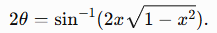 2θ = sin⁻¹(2x√(1 − x²)).